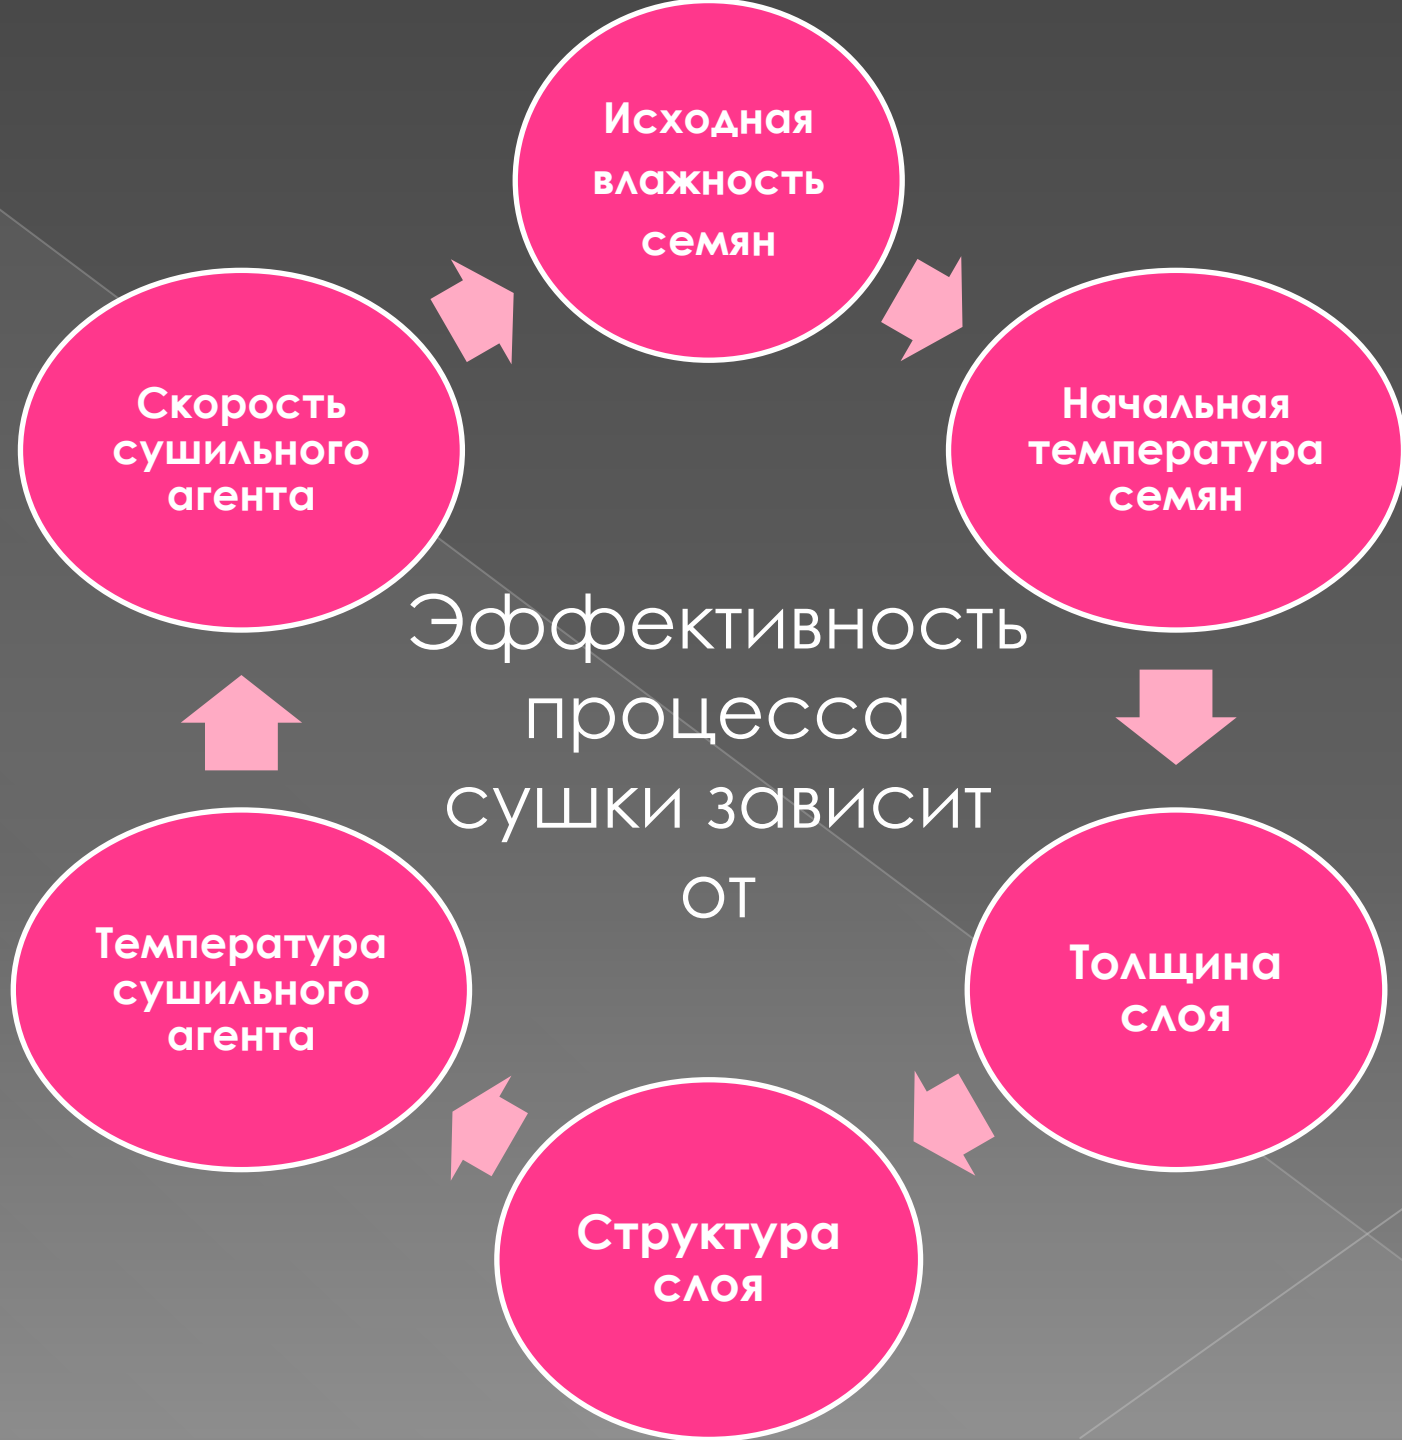 Исходная
влажность
семян
Начальная
температура
семян
Толщина
слоя
Структура
слоя
Температура
сушильного
агента
Скорость
сушильного
агента
Эффективность
процесса
сушки зависит
от